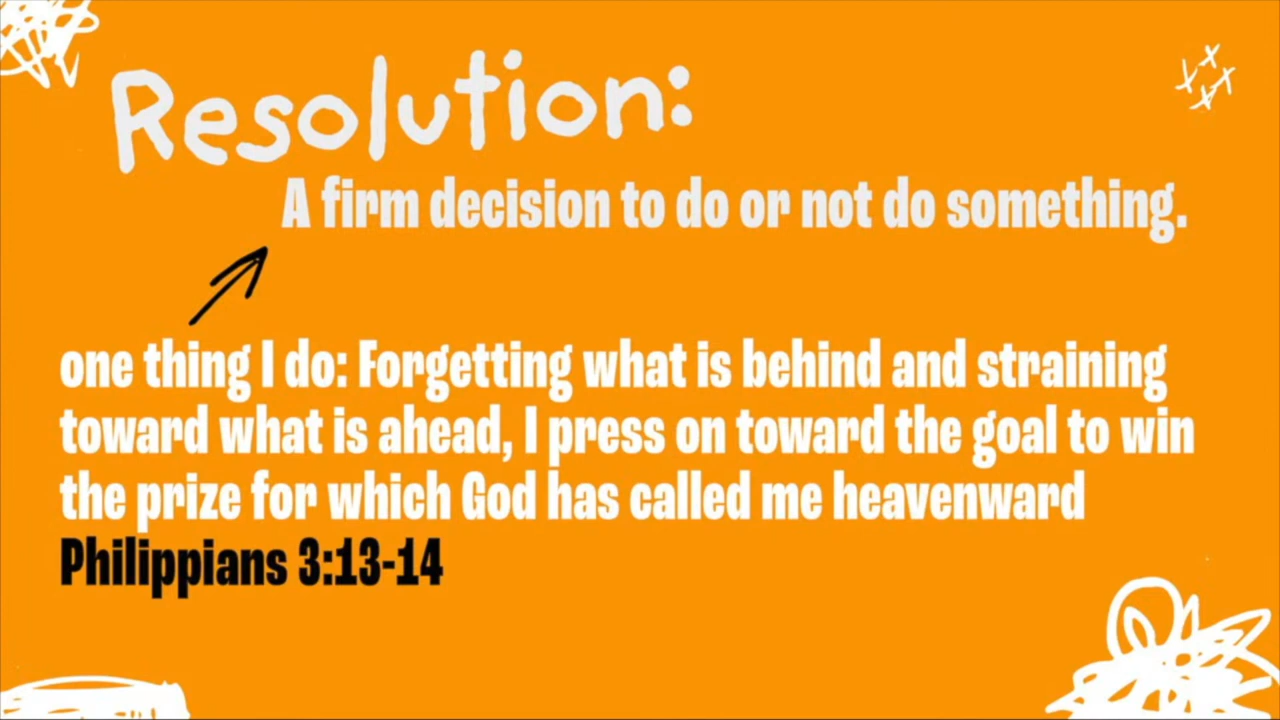 Resolution:
A firm decision to do or not do something.
one thing I do: Forgetting what is behind and straining
toward what is ahead, I press on toward the goal to win
the prize for which God has called me heavenward
Philippians 3:13-14